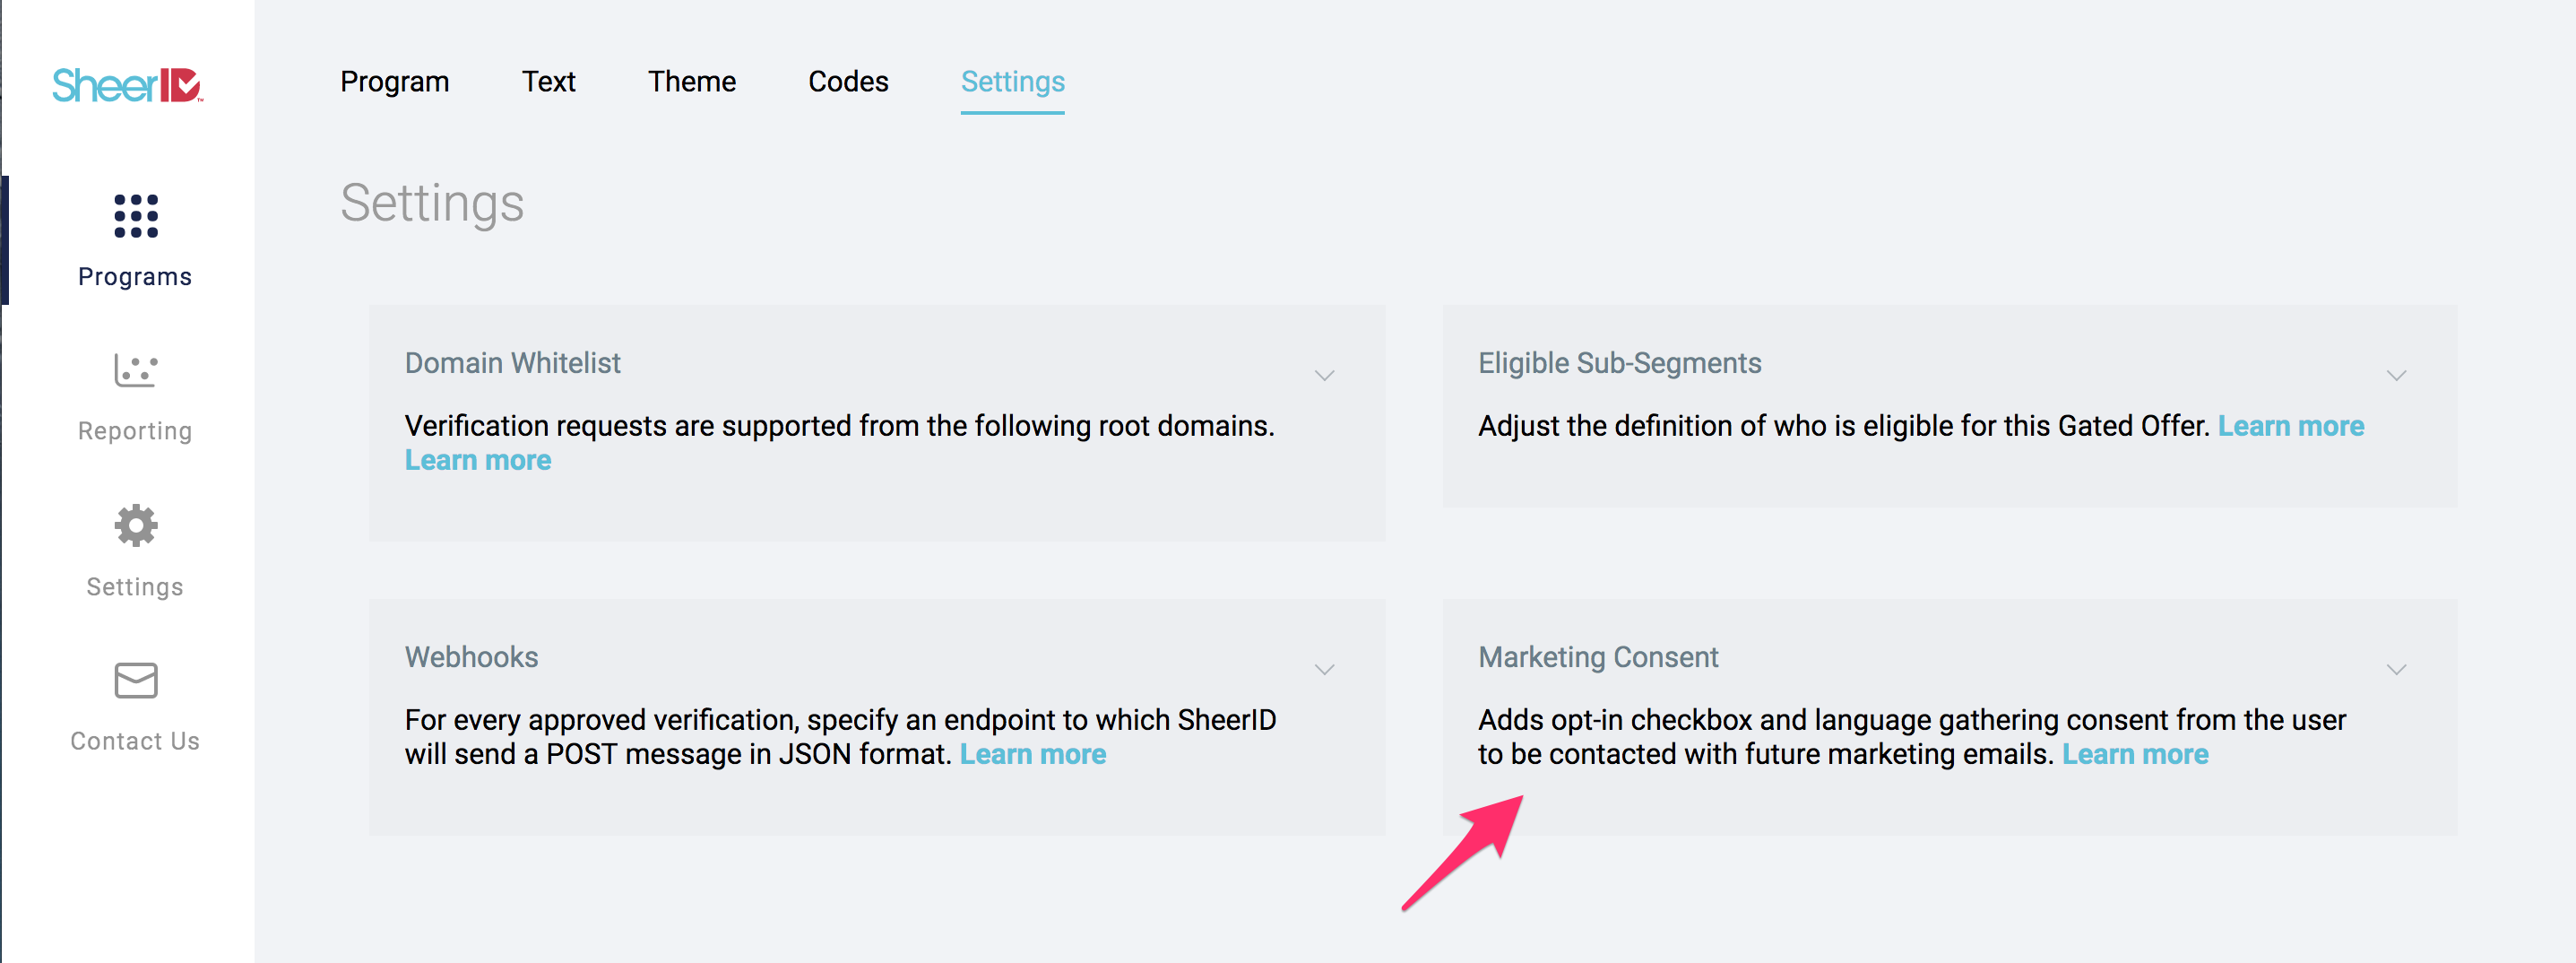 SheerID™
Programs
Reporting
Settings
Contact Us
Program Text Theme Codes Settings
Settings
Domain Whitelist
Verification requests are supported from the following root domains.
Learn more
Eligible Sub-Segments
Adjust the definition of who is eligible for this Gated Offer. Learn more
Webhooks
For every approved verification, specify an endpoint to which SheerID
will send a POST message in JSON format. Learn more
Marketing Consent
Adds opt-in checkbox and language gathering consent from the user
to be contacted with future marketing emails. Learn more